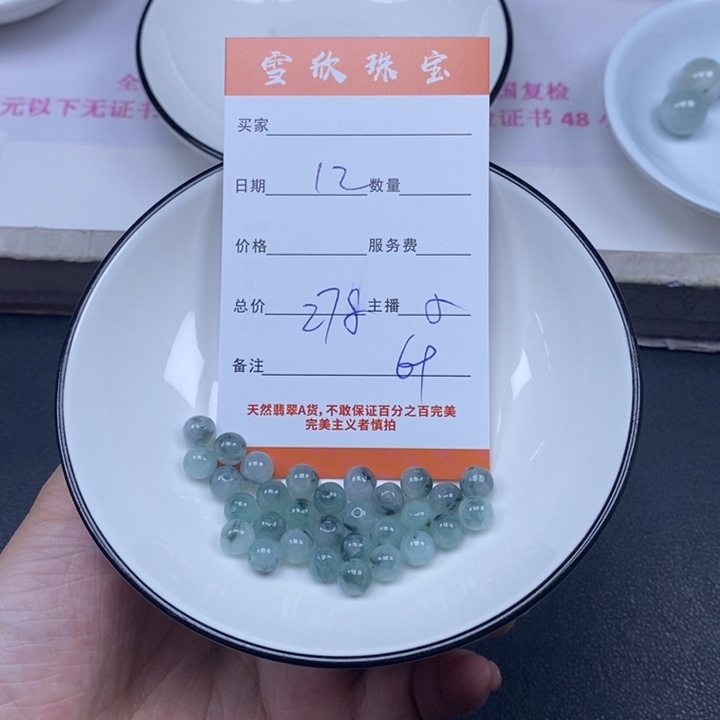 全
元以下无证书
国复检
证书 48
雪欣珠宝
买家
日期 12 数量
价格 服务费
总价 278 主播
备注
天然翡翠A货，不敢保证百分之百完美
完美主义者慎拍